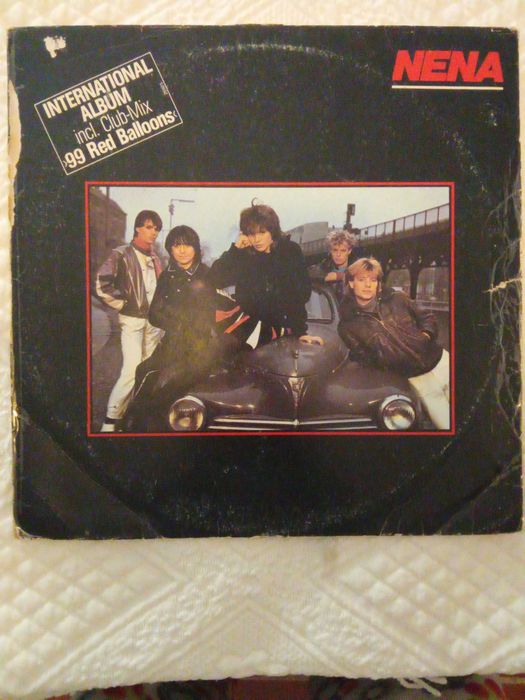 INTERNATIONAL
ALBUM
incl. Club-Mix
›99 Red Balloons‹
NENA